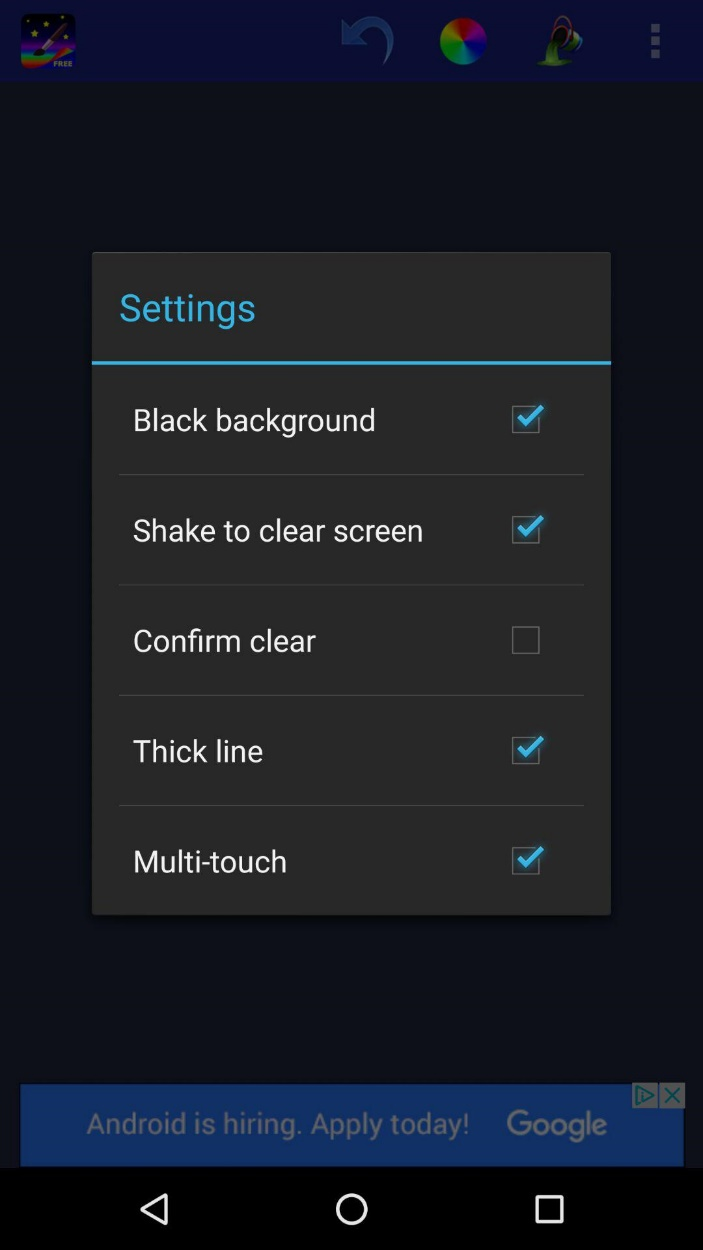 FREE
Settings
Black background
Shake to clear screen
Confirm clear
Thick line
Multi-touch
Android is hiring. Apply today! Google